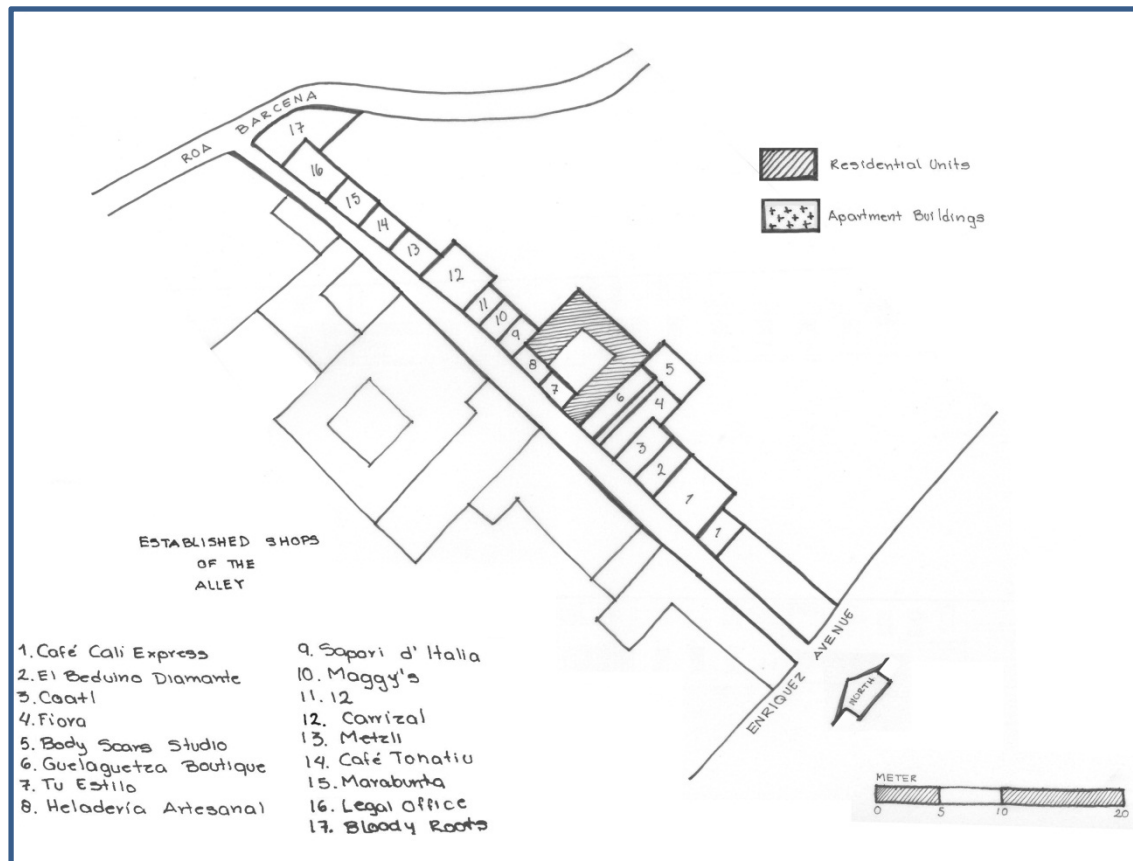 ROA BARCENA
17
16
15
14
13
12
11
10
9
8
7
6
5
4
3
2
1
1
Residential Units
Apartment Buildings
ESTABLISHED SHOPS
OF THE
ALLEY
1. Café Cali Express
2. El Beduino Diamante
3. Coatl
4. Fiora
5. Body Scars Studio
6. Guelaguetza Boutique
7. Tu Estilo
8. Heladería Artesanal
9. Sapori d' Italia
10. Maggy's
11. 12
12. Carrizal
13. Metzli
14. Café Tonatiu
15. Marabunta
16. Legal Office
17. Bloody Roots
ENRIQUEZ AVENUE
NORTH
METER
0 5 10 20